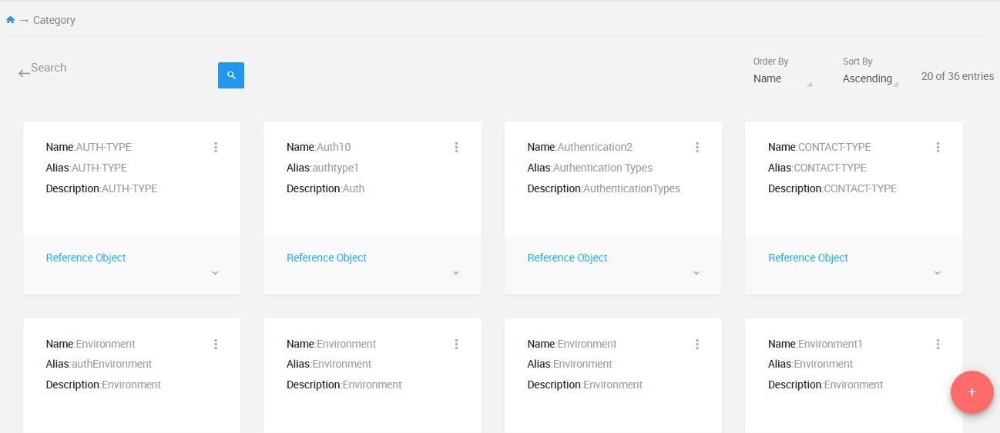 → Category
Search
Order By
Sort By
Name
Ascending
20 of 36 entries
Name:AUTH-TYPE
Alias:AUTH-TYPE
Description:AUTH-TYPE
Reference Object
Name:Auth10
Alias:authtype1
Description:Auth
Reference Object
Name:Authentication2
Alias:Authentication Types
Description:AuthenticationTypes
Reference Object
Name:CONTACT-TYPE
Alias:CONTACT-TYPE
Description:CONTACT-TYPE
Reference Object
Name:Environment
Alias:authEnvironment
Description:Environment
Name:Environment
Alias:Environment
Description:Environment
Name:Environment
Alias:Environment
Description:Environment
Name:Environment1
Alias:Environment
Description:Environment
+